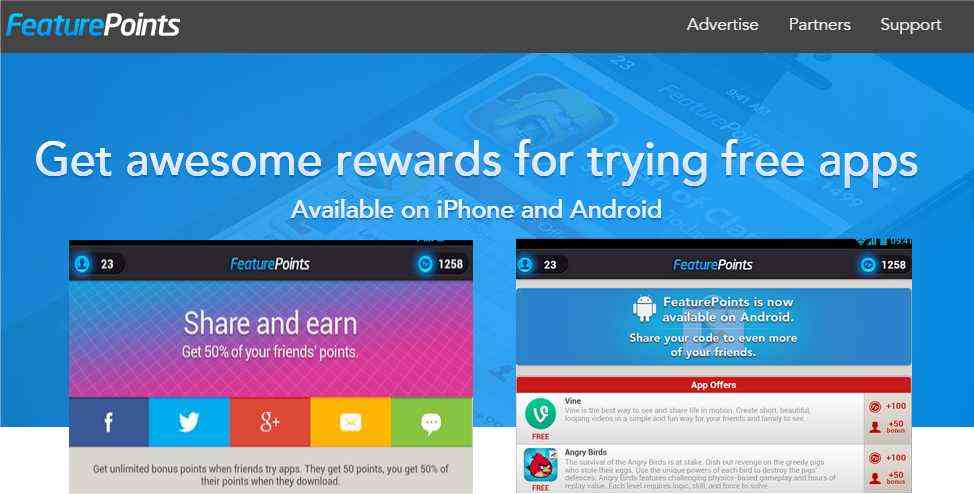 FeaturePoints
Advertise Partners Support
Get awesome rewards for trying free apps
Available on iPhone and Android
23 FeaturePoints 1258
Share and earn
Get 50% of your friends' points.
f g+
Get unlimited bonus points when friends try apps. They get 50 points, you get 50% of
their points when they download.
09:41
23 FeaturePoints 1258
FeaturePoints is now
available on Android.
Share your code to even more
of your friends.
App Offers
Vine
Vine is the best way to see and share life in motion. Create short, beautiful,
looping videos in a simple and fun way for your friends and family to see.
FREE
+100
+50
bonus
Angry Birds
The survival of the Angry Birds is at stake. Dish out revenge on the greedy pigs
who stole their eggs. Use the unique powers of each bird to destroy the pigs'
defences. Angry Birds features challenging physics-based gameplay and hours of
replay value. Each level requires logic, skill, and force to solve.
FREE
+100
+50
bonus
23
9:41 AM
FeaturePoints